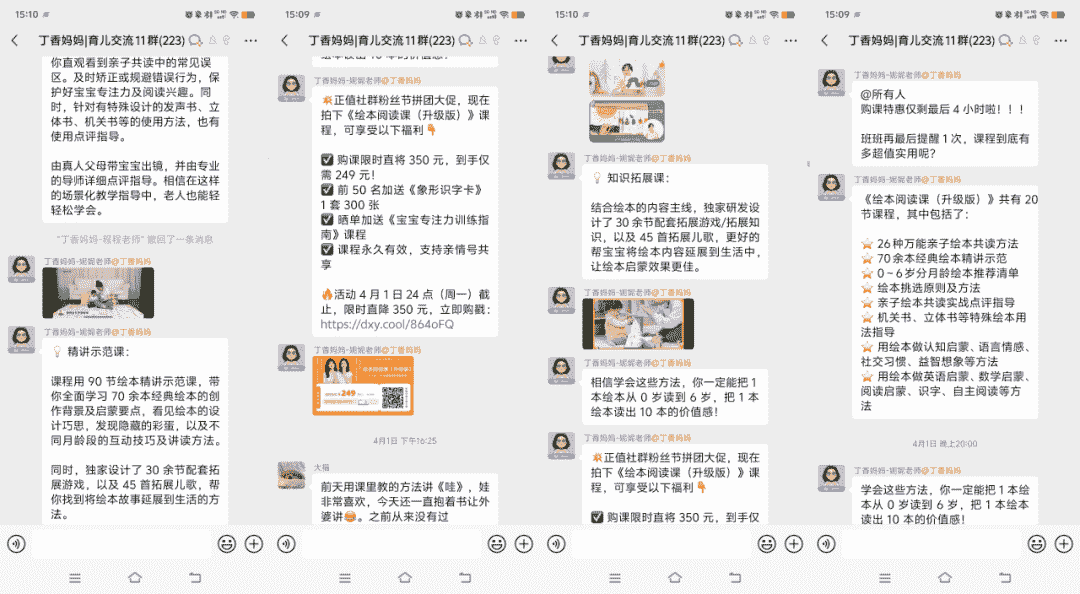 15:10
丁香妈妈|育儿交流11群(223)
你直观看到亲子共读中的常见误
区。及时矫正或规避错误行为，保
护好宝宝专注力及阅读兴趣。同
时，针对有特殊设计的发声书、立
体书、机关书等的使用方法，也有
使用点评指导。
由真人父母带宝宝出镜，并由专业
的导师详细点评指导。相信在这样
的场景化教学指导中，老人也能轻
轻松学会。
"丁香妈妈-程程老师" 撤回了一条消息
丁香妈妈-妮妮老师@丁香妈妈
丁香妈妈-妮妮老师@丁香妈妈
精讲示范课：
课程用 90 节绘本精讲示范课，带
你全面学习 70 余本经典绘本的创
作背景及启蒙要点，看见绘本的设
计巧思，发现隐藏的彩蛋，以及不
同月龄段的互动技巧及讲读方法。
同时，独家设计了 30 余节配套拓
展游戏，以及 45 首拓展儿歌，帮
你找到将绘本故事延展到生活的方
法。
15:09
丁香妈妈|育儿交流11群(223)
丁香妈妈-妮妮老师@丁香妈妈
💥正值社群粉丝节拼团大促，现在
拍下《绘本阅读课（升级版）》课
程，可享受以下福利👇
✅ 购课限时直将 350 元，到手仅
需 249 元！
✅ 前 50 名加送《象形识字卡》
1 套 300 张
✅ 晒单加送《宝宝专注力训练指
南》课程
✅ 课程永久有效，支持亲情号共
享
🔥活动 4 月 1 日 24 点（周一）截
止，限时直降 350 元，立即购戳：
https://dxy.cool/864oFQ
丁香妈妈-妮妮老师@丁香妈妈
249
4月1日 下午16:25
大猫
前天用课里教的方法讲《哇》，娃
非常喜欢，今天还一直抱着书让外
婆讲😂。之前从来没有过
15:10
丁香妈妈|育儿交流11群(223)
丁香妈妈-妮妮老师@丁香妈妈
💡 知识拓展课：
结合绘本的内容主线，独家研发设
计了 30 余节配套拓展游戏/拓展知
识，以及 45 首拓展儿歌，更好的
帮宝宝将绘本内容延展到生活中，
让绘本启蒙效果更佳。
丁香妈妈-妮妮老师@丁香妈妈
丁香妈妈-妮妮老师@丁香妈妈
相信学会这些方法，你一定能把 1
本绘本从 0 岁读到 6 岁，把 1 本
绘本读出 10 本的价值感！
丁香妈妈-妮妮老师@丁香妈妈
💥正值社群粉丝节拼团大促，现在
拍下《绘本阅读课（升级版）》课
程，可享受以下福利👇
✅ 购课限时直将 350 元，到手仅
15:09
丁香妈妈|育儿交流11群(223)
丁香妈妈-妮妮老师@丁香妈妈
@所有人
购课特惠仅剩最后 4 小时啦！！！
班班再最后提醒 1 次，课程到底有
多超值实用呢？
丁香妈妈-妮妮老师@丁香妈妈
《绘本阅读课（升级版）》共有 20
节课程，其中包括了：
⭐ 26 种万能亲子绘本共读方法
⭐ 70 余本经典绘本精讲示范
⭐ 0～6 岁分月龄绘本推荐清单
⭐ 绘本挑选原则及方法
⭐ 亲子绘本共读实战点评指导
⭐ 机关书、立体书等特殊绘本用
法指导
⭐ 用绘本做认知启蒙、语言情感、
社交习惯、益智想象等方法
⭐ 用绘本做英语启蒙、数学启蒙、
阅读启蒙、识字、自主阅读等方
法
4月1日 晚上20:00
丁香妈妈-妮妮老师@丁香妈妈
学会这些方法，你一定能把 1 本绘
本从 0 岁读到 6 岁，把 1 本绘本
读出 10 本的价值感！